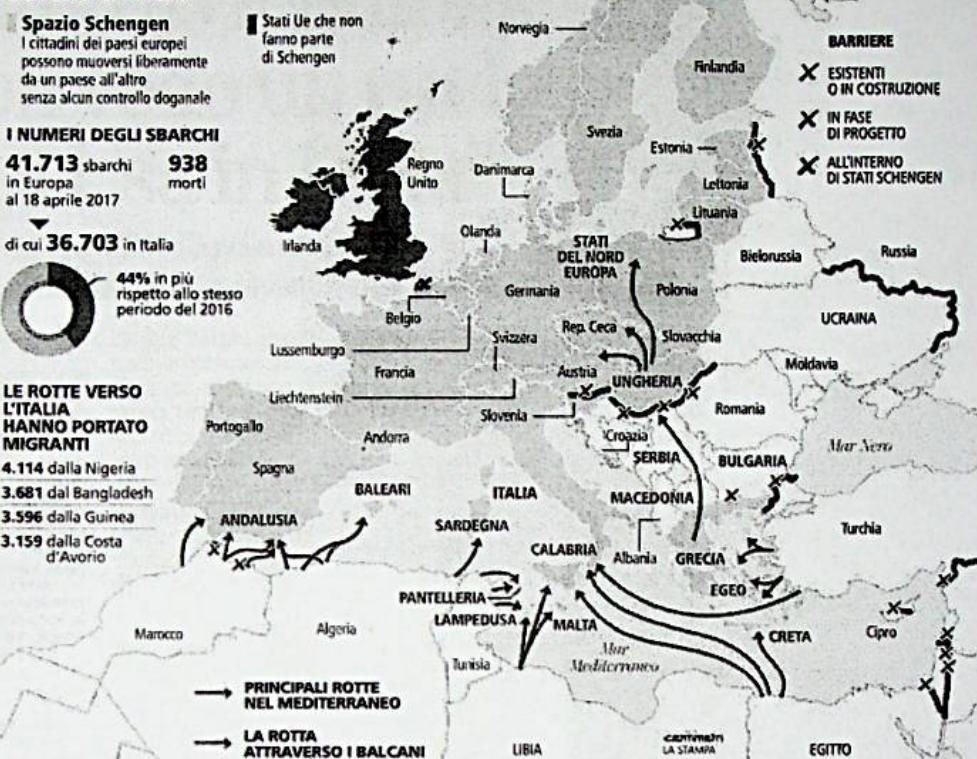 Spazio Schengen
I cittadini dei paesi europei
possono muoversi liberamente
da un paese all'altro
senza alcun controllo doganale
Stati Ue che non
fanno parte
di Schengen
I NUMERI DEGLI SBARCHI
41.713 sbarchi
in Europa
al 18 aprile 2017
938
morti
di cui 36.703 in Italia
44% in più
rispetto allo stesso
periodo del 2016
LE ROTTE VERSO
L'ITALIA
HANNO PORTATO
MIGRANTI
4.114 dalla Nigeria
3.681 dal Bangladesh
3.596 dalla Guinea
3.159 dalla Costa
d'Avorio
BARRIERE
ESISTENTI
O IN COSTRUZIONE
IN FASE
DI PROGETTO
ALL'INTERNO
DI STATI SCHENGEN
Norvegia
Finlandia
Svezia
Estonia
Regno
Unito
Danimarca
Lettonia
Lituania
Irlanda
Olanda
STATI
DEL NORD
EUROPA
Bielorussia
Russia
Germania
Polonia
Belgio
Rep. Ceca
UCRAINA
Svizzera
Slovacchia
Lussemburgo
Moldavia
Francia
Austria
UNGHERIA
Liechtenstein
Slovenia
Romania
Portogallo
Andorra
Croazia
Mar Nero
SERBIA
Spagna
BULGARIA
BALEARI
ITALIA
MACEDONIA
ANDALUSIA
SARDEGNA
Turchia
CALABRIA
Albania
GRECIA
PANTELLERIA
EGEO
LAMPEDUSA
MALTA
Marocco
Algeria
CRETA
Cipro
Mar
Mediterraneo
Tunisia
PRINCIPALI ROTTE
NEL MEDITERRANEO
LA ROTTA
ATTRAVERSO I BALCANI
LIBIA
centimetri
LA STAMPA
EGITTO